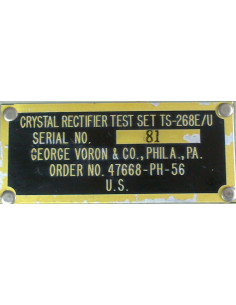 CRYSTAL RECTIFIER TEST SET TS-268E/U
SERIAL NO. 81
GEORGE VORON & CO., PHILA., PA.
ORDER NO. 47668-PH-56
U.S.